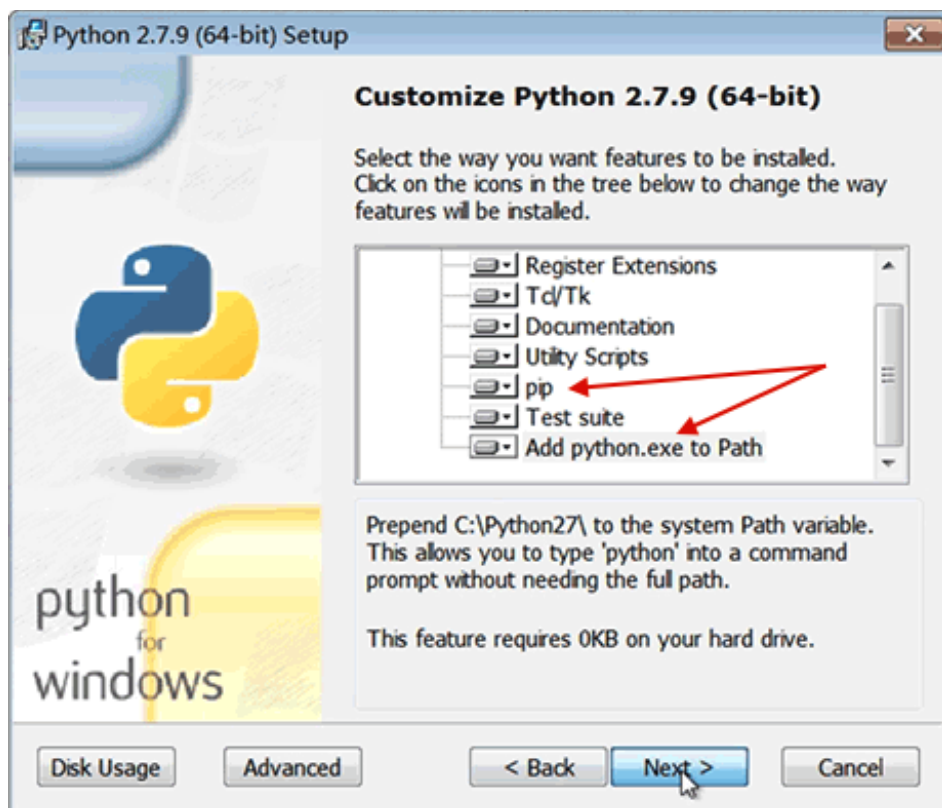 Python 2.7.9 (64-bit) Setup
Customize Python 2.7.9 (64-bit)
Select the way you want features to be installed.
Click on the icons in the tree below to change the way
features will be installed.
Register Extensions
Tcl/Tk
Documentation
Utility Scripts
pip
Test suite
Add python.exe to Path
Prepend C:\Python27\ to the system Path variable.
This allows you to type 'python' into a command
prompt without needing the full path.
This feature requires 0KB on your hard drive.
python
for
windows
Disk Usage
Advanced
< Back
Next >
Cancel